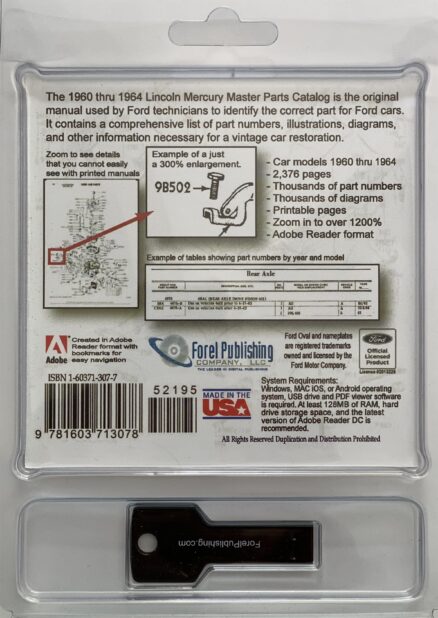 The 1960 thru 1964 Lincoln Mercury Master Parts Catalog is the original
manual used by Ford technicians to identify the correct part for Ford cars.
It contains a comprehensive list of part numbers, illustrations, diagrams,
and other information necessary for a vintage car restoration.
Zoom to see details
that you cannot easily
see with printed manuals
Example of a just
a 300% enlargement.
9B502
- Car models 1960 thru 1964
- 2,376 pages
- Thousands of part numbers
- Thousands of diagrams
- Printable pages
- Zoom in to over 1200%
- Adobe Reader format
Example of tables showing part numbers by year and model
Rear Axle
Adobe
Created in Adobe
Reader format with
bookmarks for
easy navigation
Forel Publishing
COMPANY, LLC
THE LEADER IN DIGITAL PUBLISHING
Ford Oval and nameplates
are registered trademarks
owned and licensed by the
Ford Motor Company.
Ford
Official
Licensed
Product
ISBN 1-60371-307-7
52195
9 781603 713078
MADE IN THE
USA
System Requirements:
Windows, MAC iOS, or Android operating
system, USB drive and PDF viewer software
is required. At least 128MB of RAM, hard
drive storage space, and the latest
version of Adobe Reader DC is
recommended.
All Rights Reserved Duplication and Distribution Prohibited
ForelPublishing.com